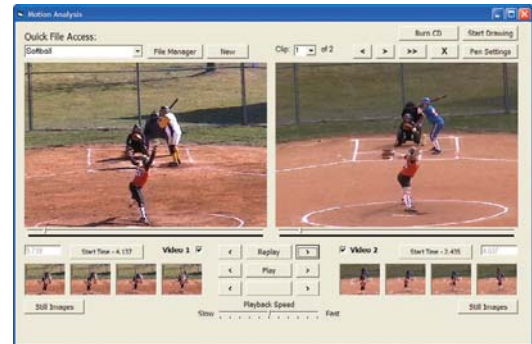 Motion Analysis
Quick File Access:
Softball
File Manager
New
Clip: 1 of 2
Burn CD
Start Drawing
<
>
>>
X
Pen Settings
Start Time - 4.137
Video 1
<
Replay
>
Video 2
Start Time - 2.435
<
Play
>
<
>
Still Images
Playback Speed
Slow
Fast
Still Images